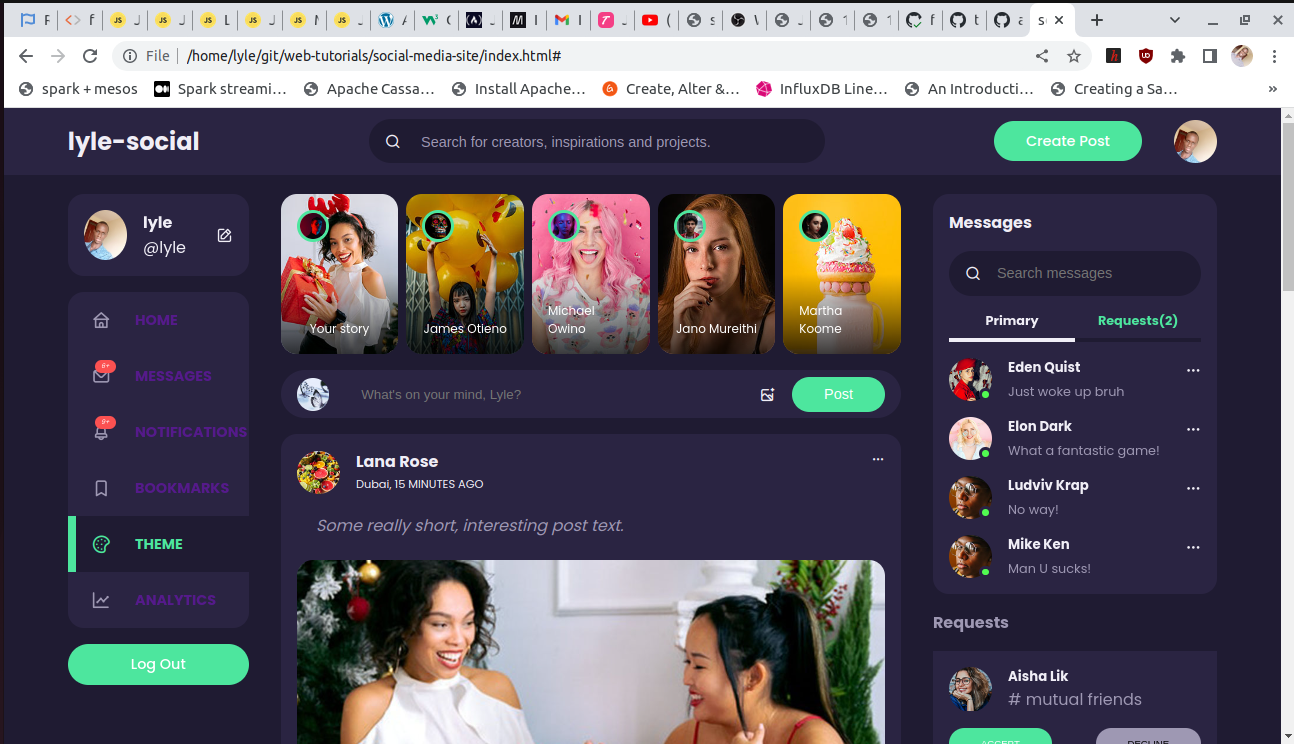 File
/home/lyle/git/web-tutorials/social-media-site/index.html#
spark + mesos
Spark streami...
Apache Cassa...
Install Apache...
Create, Alter &...
InfluxDB Line...
An Introducti...
Creating a Sa...
lyle-social
Search for creators, inspirations and projects.
Create Post
lyle
@lyle
HOME
MESSAGES
9+
NOTIFICATIONS
BOOKMARKS
THEME
ANALYTICS
Log Out
Your story
James Otieno
Michael
Owino
Jano Mureithi
Martha
Koome
What's on your mind, Lyle?
Post
Lana Rose
Dubai, 15 MINUTES AGO
Some really short, interesting post text.
Messages
Search messages
Primary
Requests(2)
Eden Quist
Just woke up bruh
Elon Dark
What a fantastic game!
Ludviv Krap
No way!
Mike Ken
Man U sucks!
Requests
Aisha Lik
# mutual friends
ACCEPT
DECLINE